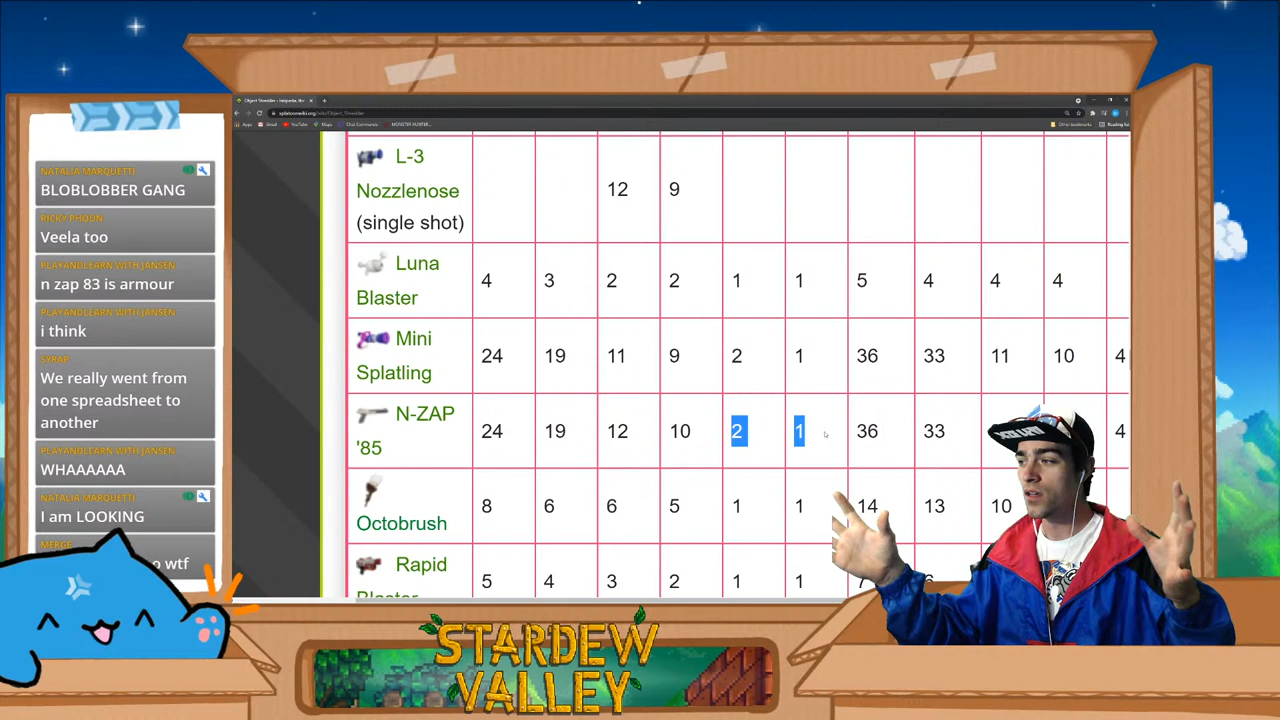 NATALIA MARQUETTI
BLOBLOBBER GANG
RICKY PHOUN
Veela too
PLAYANDLEARN WITH JANSEN
n zap 83 is armour
PLAYANDLEARN WITH JANSEN
i think
SYRAP
We really went from
one spreadsheet to
another
PLAYANDLEARN WITH JANSEN
WHAAAAAA
NATALIA MARQUETTI
I am LOOKING
MERGE
wtf
L-3 Nozzlenose (single shot) 12 9
Luna Blaster 4 3 2 2 1 1 5 4 4 4
Mini Splatling 24 19 11 9 2 1 36 33 11 10 4
N-ZAP '85 24 19 12 10 2 1 36 33 4
Octobrush 8 6 6 5 1 1 14 13 10
Rapid 5 4 3 2 1 1
STARDEW
VALLEY